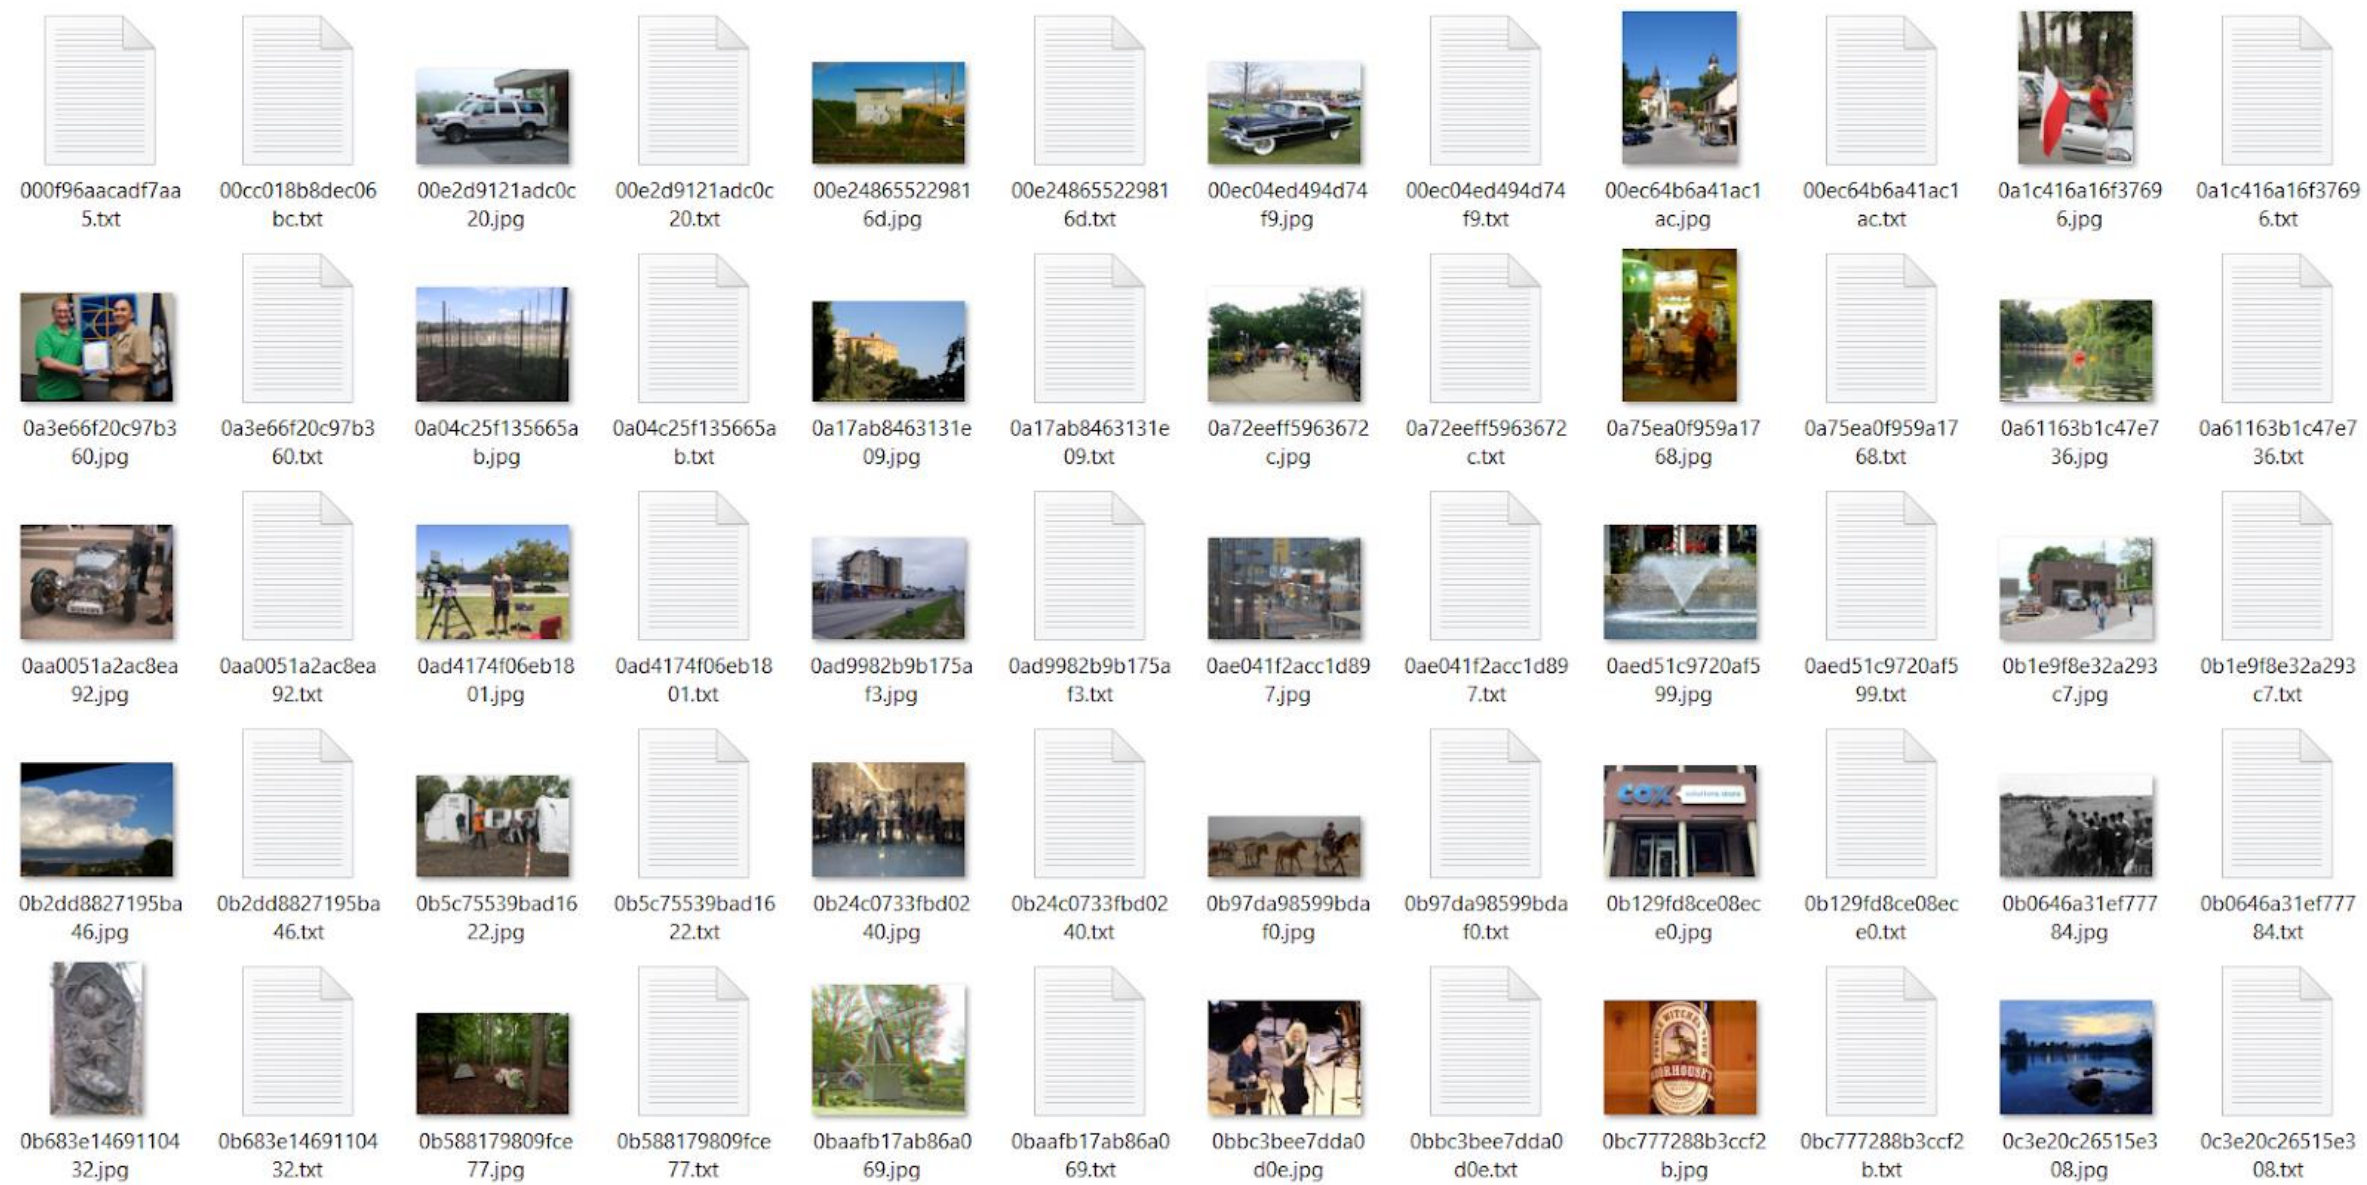 000f96aacadf7aa
5.txt
00cc018b8dec06
bc.txt
00e2d9121adc0c
20.jpg
00e2d9121adc0c
20.txt
00e24865522981
6d.jpg
00e24865522981
6d.txt
00ec04ed494d74
f9.jpg
00ec04ed494d74
f9.txt
00ec64b6a41ac1
ac.jpg
00ec64b6a41ac1
ac.txt
0a1c416a16f3769
6.jpg
0a1c416a16f3769
6.txt
0a3e66f20c97b3
60.jpg
0a3e66f20c97b3
60.txt
0a04c25f135665a
b.jpg
0a04c25f135665a
b.txt
0a17ab8463131e
09.jpg
0a17ab8463131e
09.txt
0a72eeff5963672
c.jpg
0a72eeff5963672
c.txt
0a75ea0f959a17
68.jpg
0a75ea0f959a17
68.txt
0a61163b1c47e7
36.jpg
0a61163b1c47e7
36.txt
0aa0051a2ac8ea
92.jpg
0aa0051a2ac8ea
92.txt
0ad4174f06eb18
01.jpg
0ad4174f06eb18
01.txt
0ad9982b9b175a
f3.jpg
0ad9982b9b175a
f3.txt
0ae041f2acc1d89
7.jpg
0ae041f2acc1d89
7.txt
0aed51c9720af5
99.jpg
0aed51c9720af5
99.txt
0b1e9f8e32a293
c7.jpg
0b1e9f8e32a293
c7.txt
cox solutions store
0b2dd8827195ba
46.jpg
0b2dd8827195ba
46.txt
0b5c75539bad16
22.jpg
0b5c75539bad16
22.txt
0b24c0733fbd02
40.jpg
0b24c0733fbd02
40.txt
0b97da98599bda
f0.jpg
0b97da98599bda
f0.txt
0b129fd8ce08ec
e0.jpg
0b129fd8ce08ec
e0.txt
0b0646a31ef777
84.jpg
0b0646a31ef777
84.txt
0b683e14691104
32.jpg
0b683e14691104
32.txt
0b588179809fce
77.jpg
0b588179809fce
77.txt
0baafb17ab86a0
69.jpg
0baafb17ab86a0
69.txt
0bbc3bee7dda0
d0e.jpg
0bbc3bee7dda0
d0e.txt
0bc777288b3ccf2
b.jpg
0bc777288b3ccf2
b.txt
0c3e20c26515e3
08.jpg
0c3e20c26515e3
08.txt